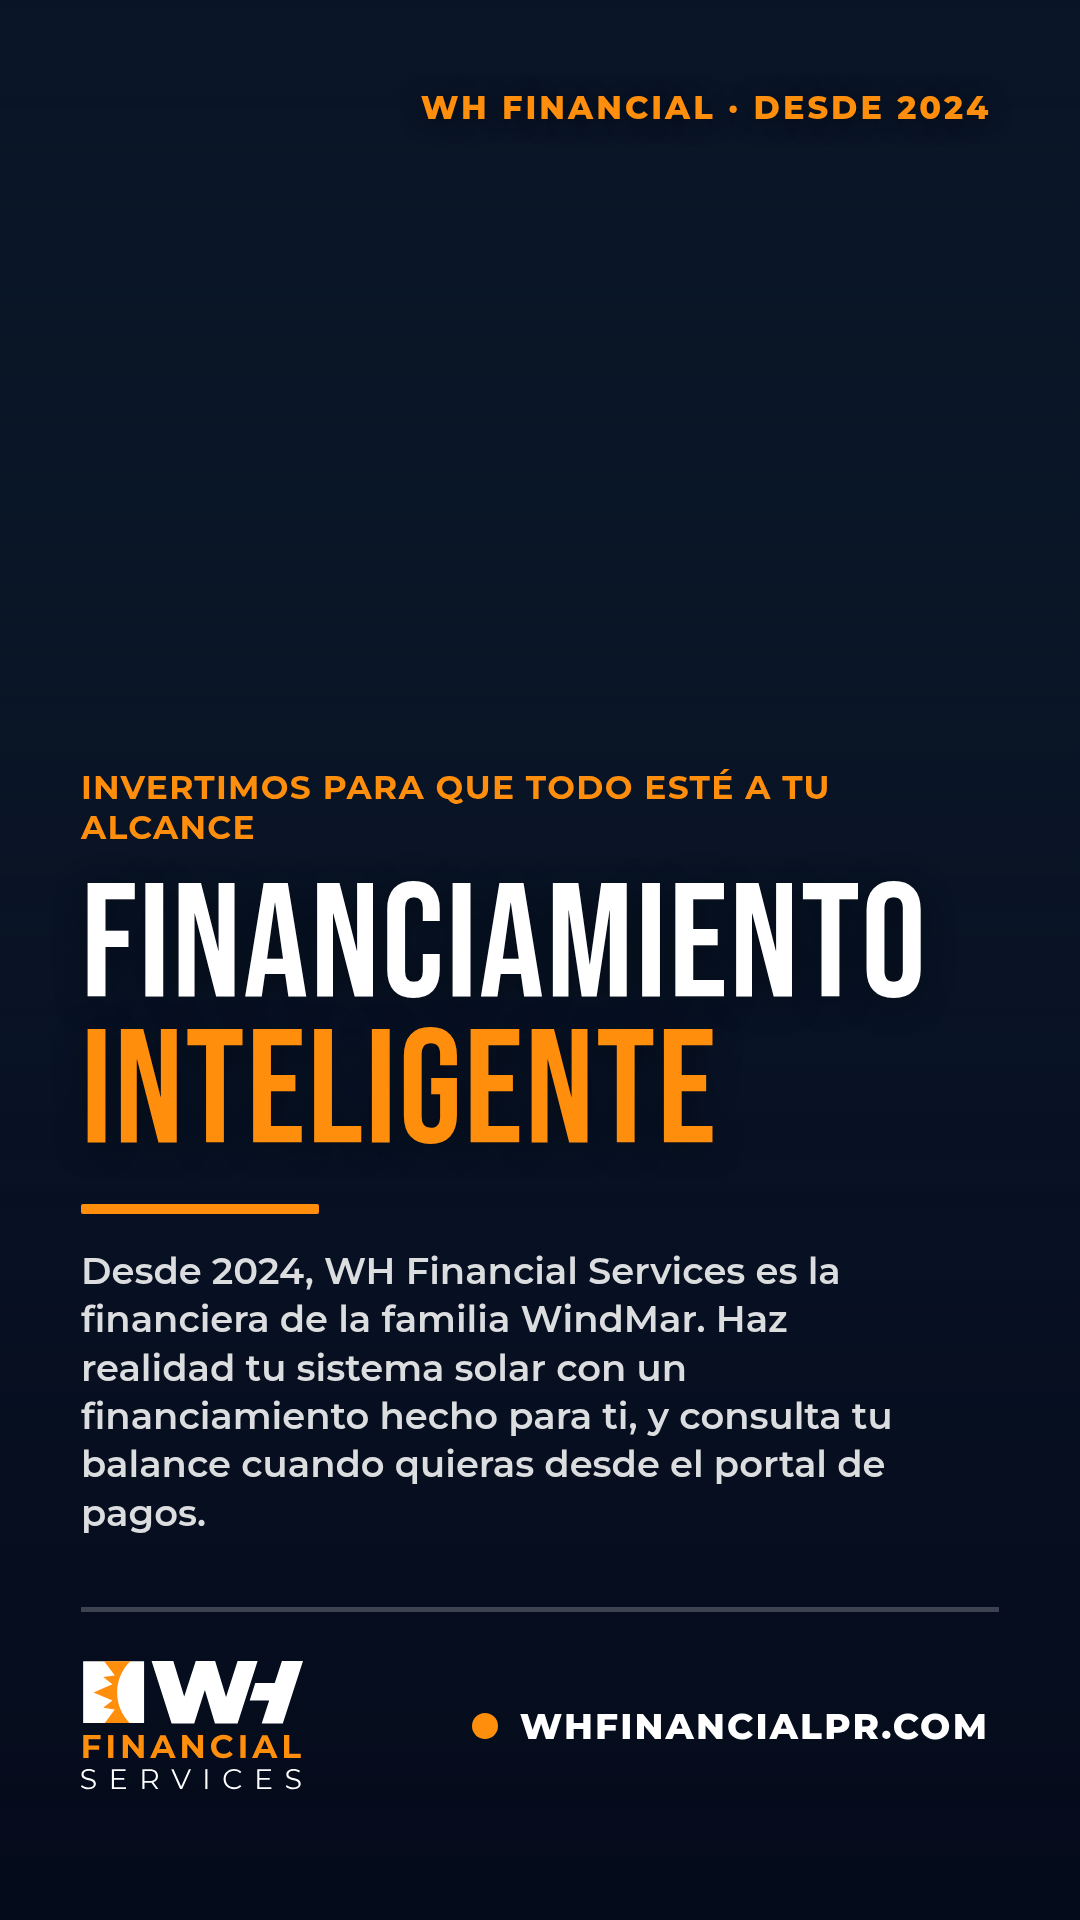 WH FINANCIAL · DESDE 2024
INVERTIMOS PARA QUE TODO ESTÉ A TU
ALCANCE
FINANCIAMIENTO
INTELIGENTE
Desde 2024, WH Financial Services es la
financiera de la familia WindMar. Haz
realidad tu sistema solar con un
financiamiento hecho para ti, y consulta tu
balance cuando quieras desde el portal de
pagos.
WH
FINANCIAL
SERVICES
WHFINANCIALPR.COM